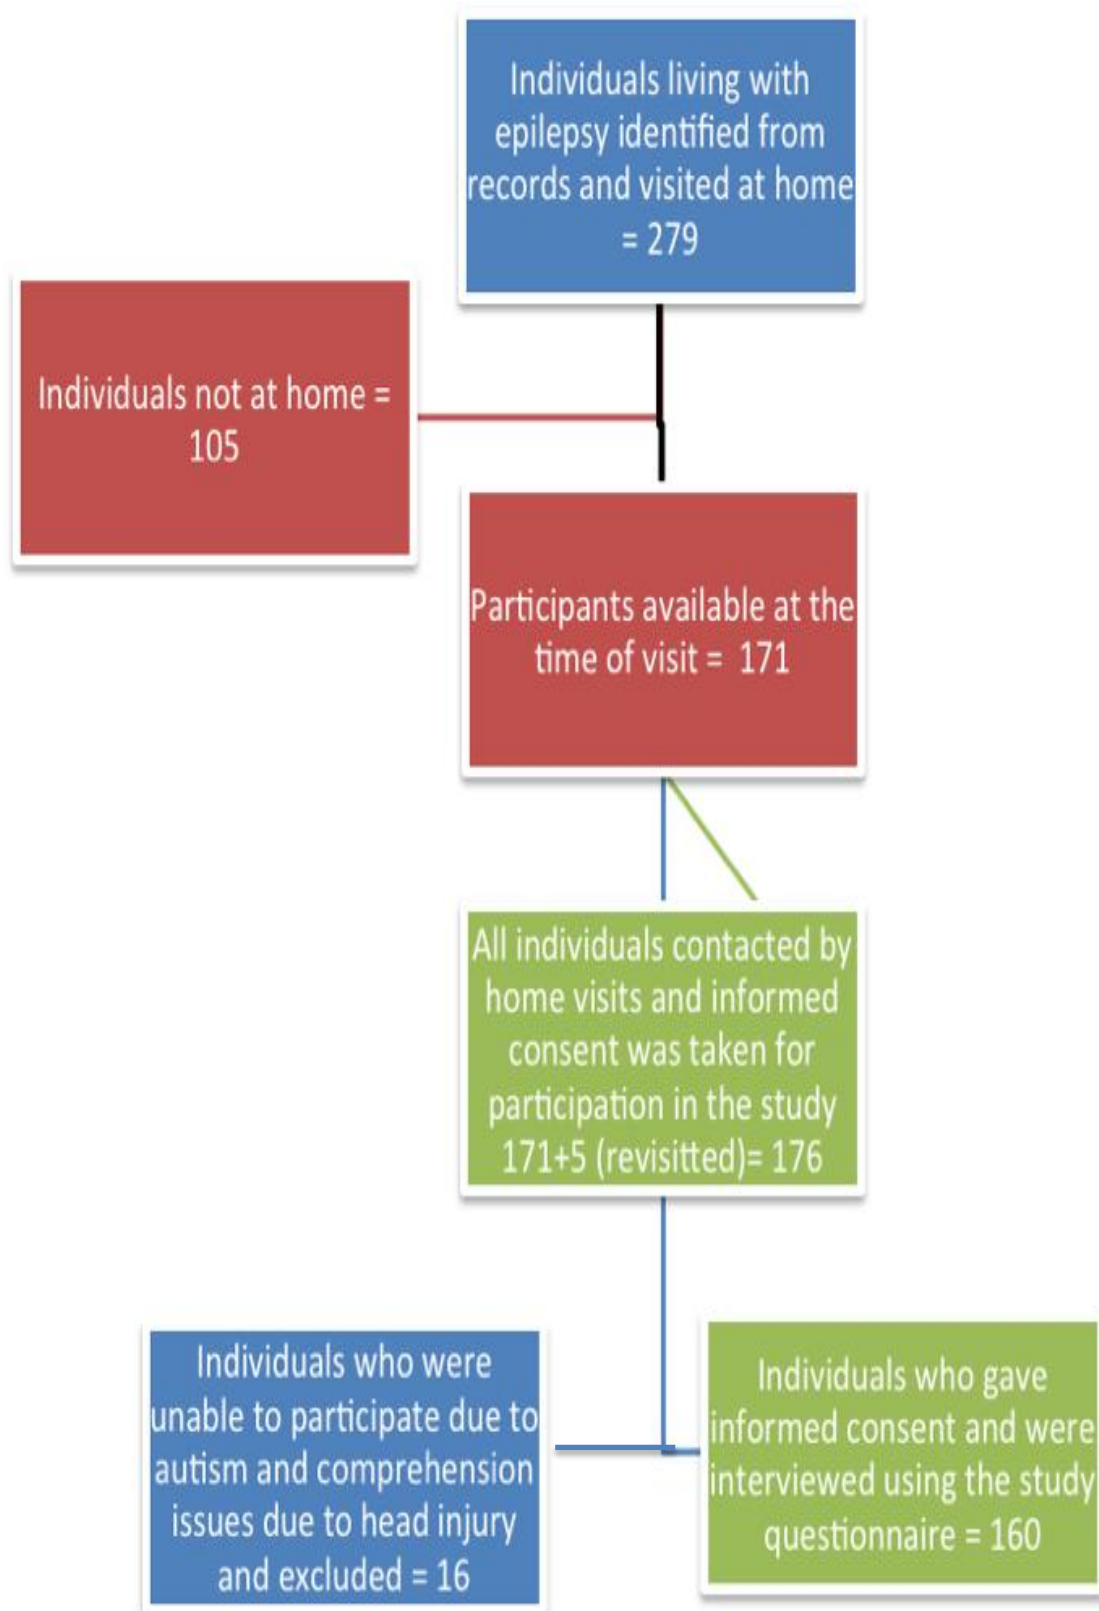 Individuals living with
epilepsy identified from
records and visited at home
= 279
Individuals not at home =
105
Participants available at the
time of visit = 171
All individuals contacted by
home visits and informed
consent was taken for
participation in the study
171+5 (revisitted)= 176
Individuals who were
unable to participate due to
autism and comprehension
issues due to head injury
and excluded = 16
Individuals who gave
informed consent and were
interviewed using the study
questionnaire = 160